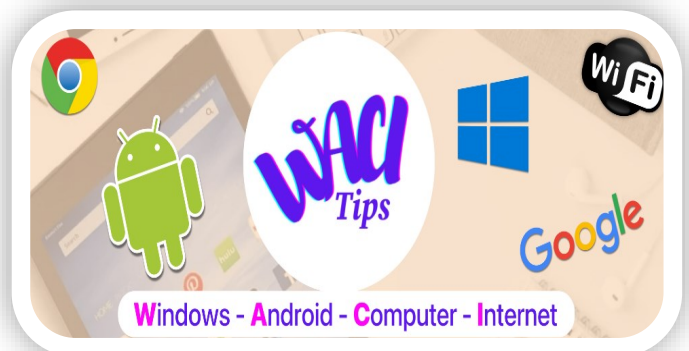 Wi Fi
WACI
Tips
Google
Windows - Android - Computer - Internet